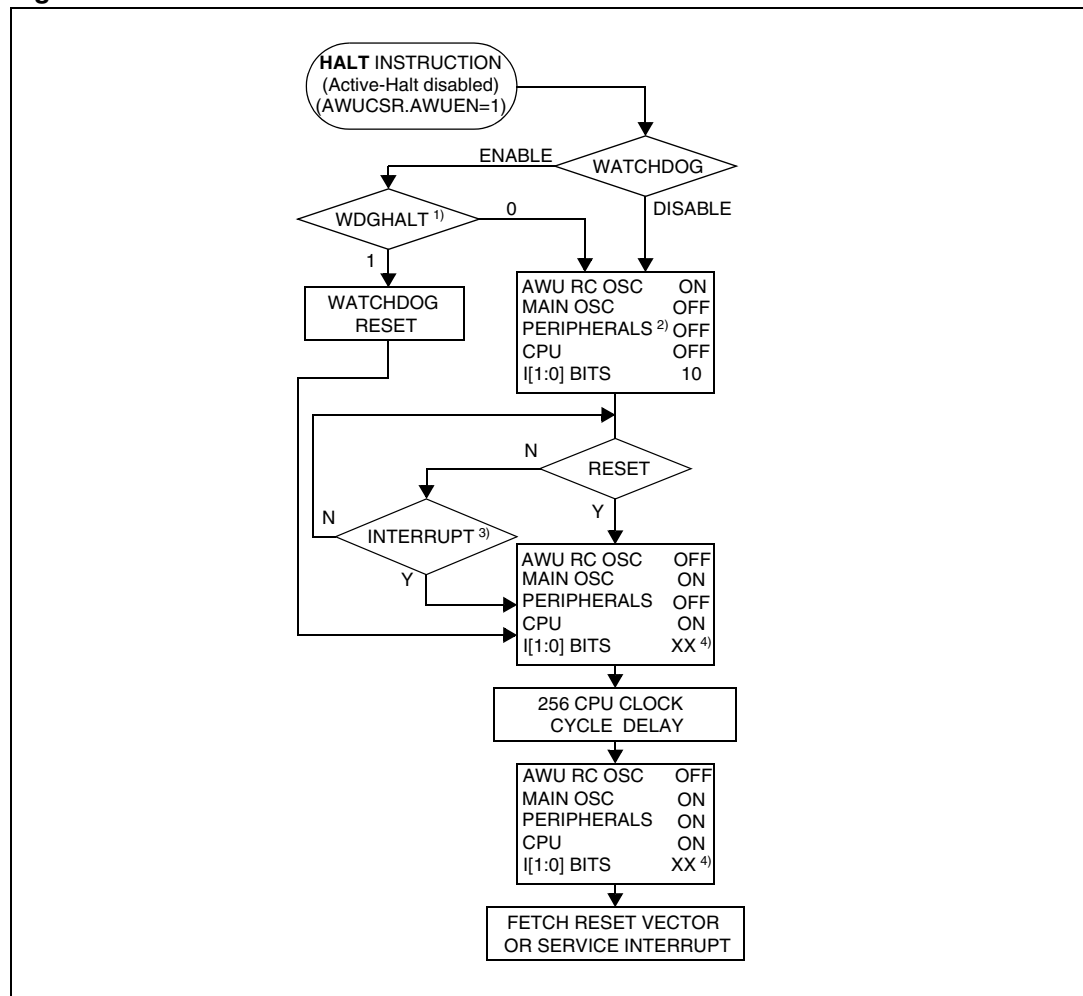 HALT INSTRUCTION
(Active-Halt disabled)
(AWUCSR.AWUEN=1)
ENABLE
WATCHDOG
WDGHALT 1)
0
DISABLE
1
WATCHDOG
RESET
AWU RC OSC ON
MAIN OSC OFF
PERIPHERALS 2) OFF
CPU OFF
I[1:0] BITS 10
N
RESET
Y
N
INTERRUPT 3)
Y
AWU RC OSC OFF
MAIN OSC ON
PERIPHERALS OFF
CPU ON
I[1:0] BITS XX 4)
256 CPU CLOCK
CYCLE DELAY
AWU RC OSC OFF
MAIN OSC ON
PERIPHERALS ON
CPU ON
I[1:0] BITS XX 4)
FETCH RESET VECTOR
OR SERVICE INTERRUPT